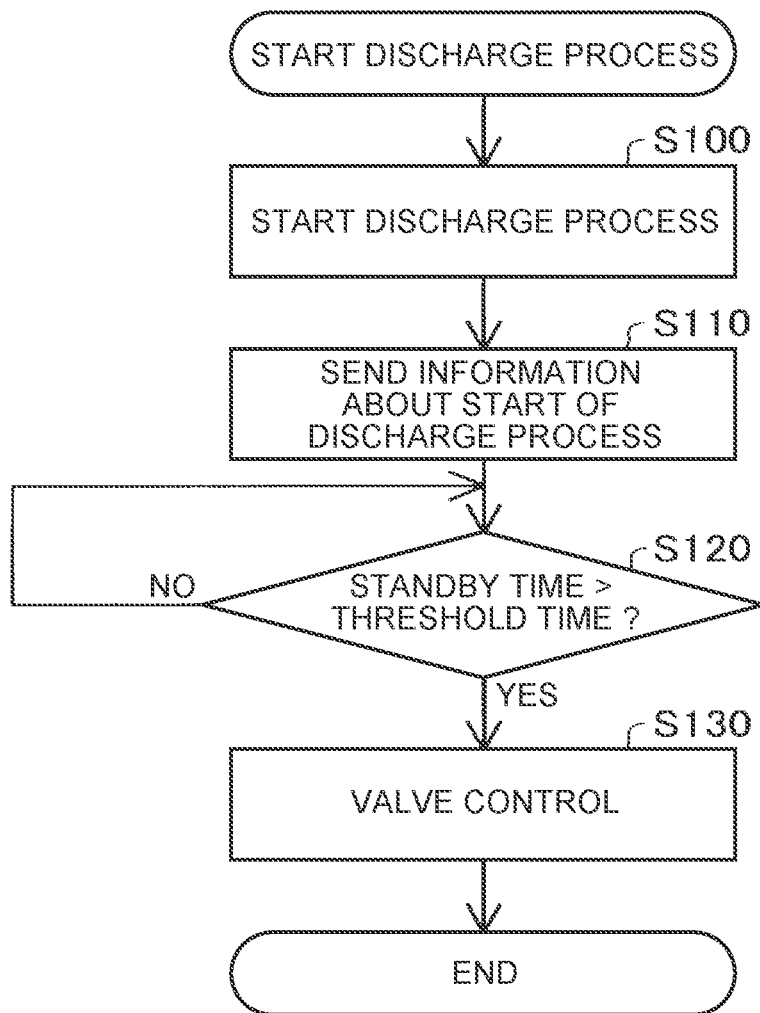 START DISCHARGE PROCESS
S100
START DISCHARGE PROCESS
S110
SEND INFORMATION
ABOUT START OF
DISCHARGE PROCESS
S120
NO
STANDBY TIME >
THRESHOLD TIME ?
YES
S130
VALVE CONTROL
END